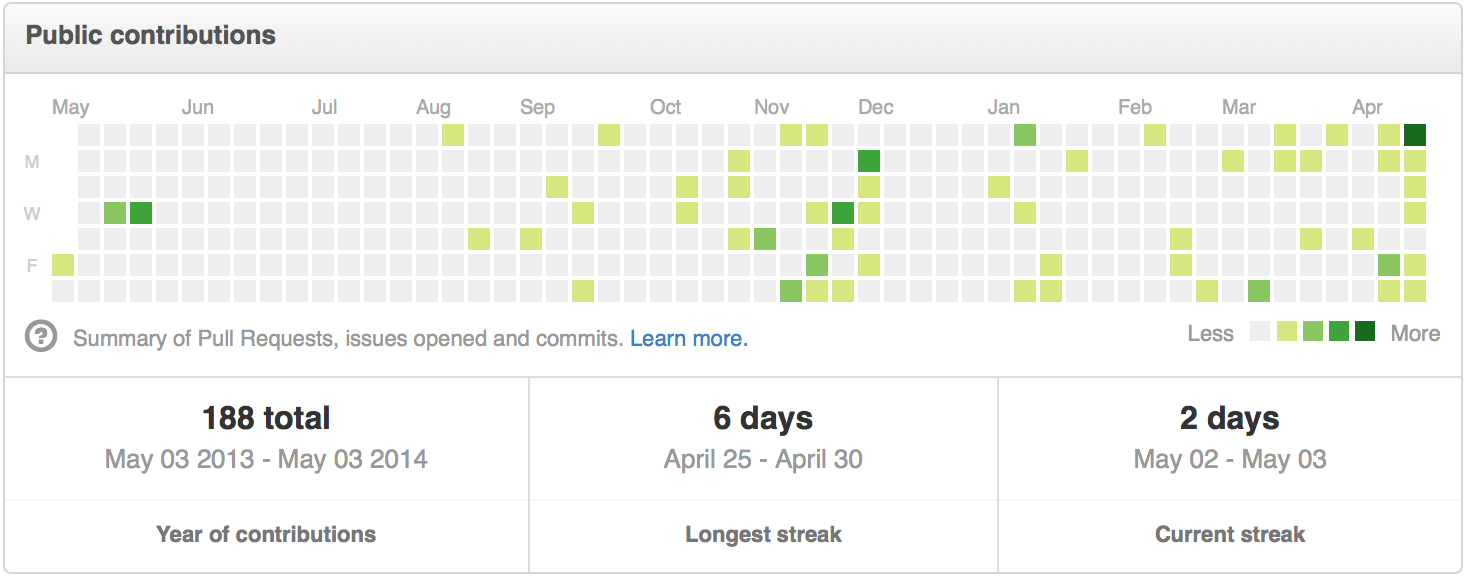 Public contributions
May Jun Jul Aug Sep Oct Nov Dec Jan Feb Mar Apr
M
W
F
? Summary of Pull Requests, issues opened and commits. Learn more.
Less More
188 total
May 03 2013 - May 03 2014
Year of contributions
6 days
April 25 - April 30
Longest streak
2 days
May 02 - May 03
Current streak